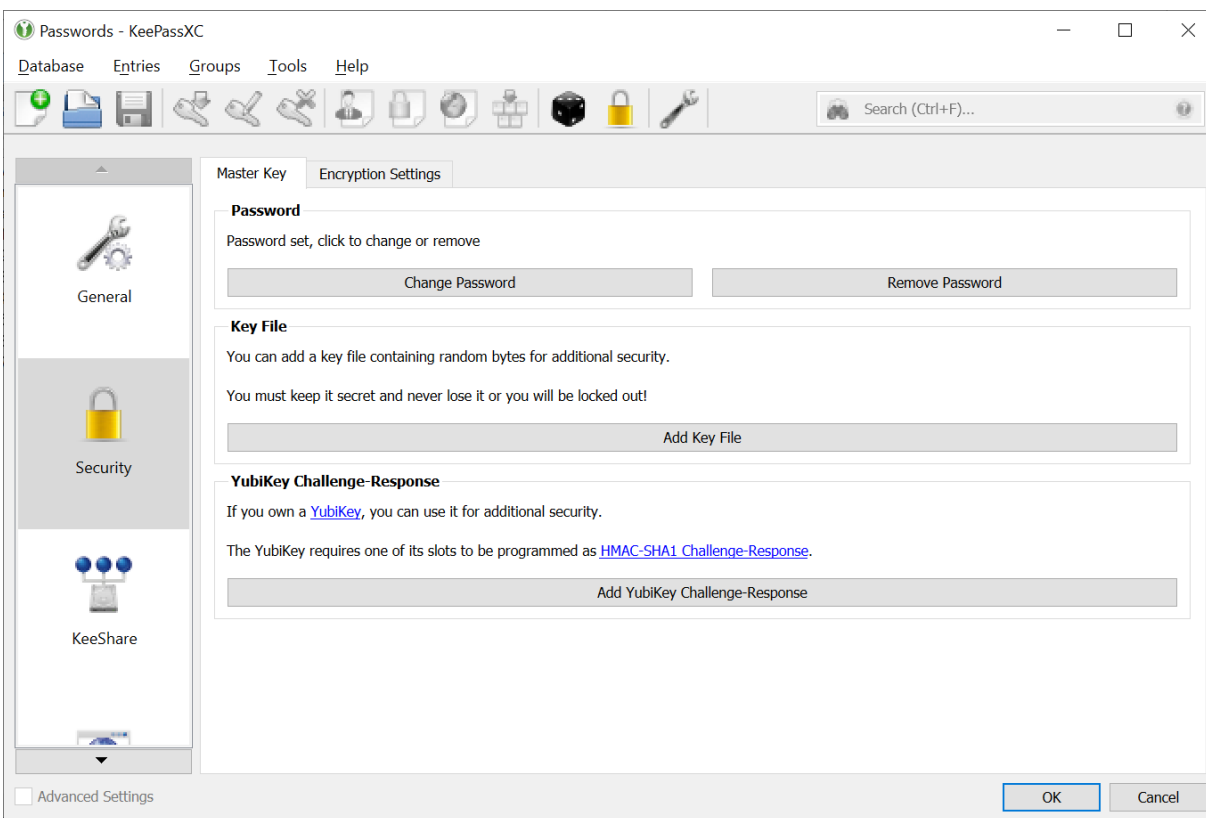 Passwords - KeePassXC
Database Entries Groups Tools Help
Search (Ctrl+F)...
Master Key Encryption Settings
General
Security
KeeShare
Password
Password set, click to change or remove
Change Password Remove Password
Key File
You can add a key file containing random bytes for additional security.
You must keep it secret and never lose it or you will be locked out!
Add Key File
YubiKey Challenge-Response
If you own a YubiKey, you can use it for additional security.
The YubiKey requires one of its slots to be programmed as HMAC-SHA1 Challenge-Response.
Add YubiKey Challenge-Response
Advanced Settings
OK Cancel